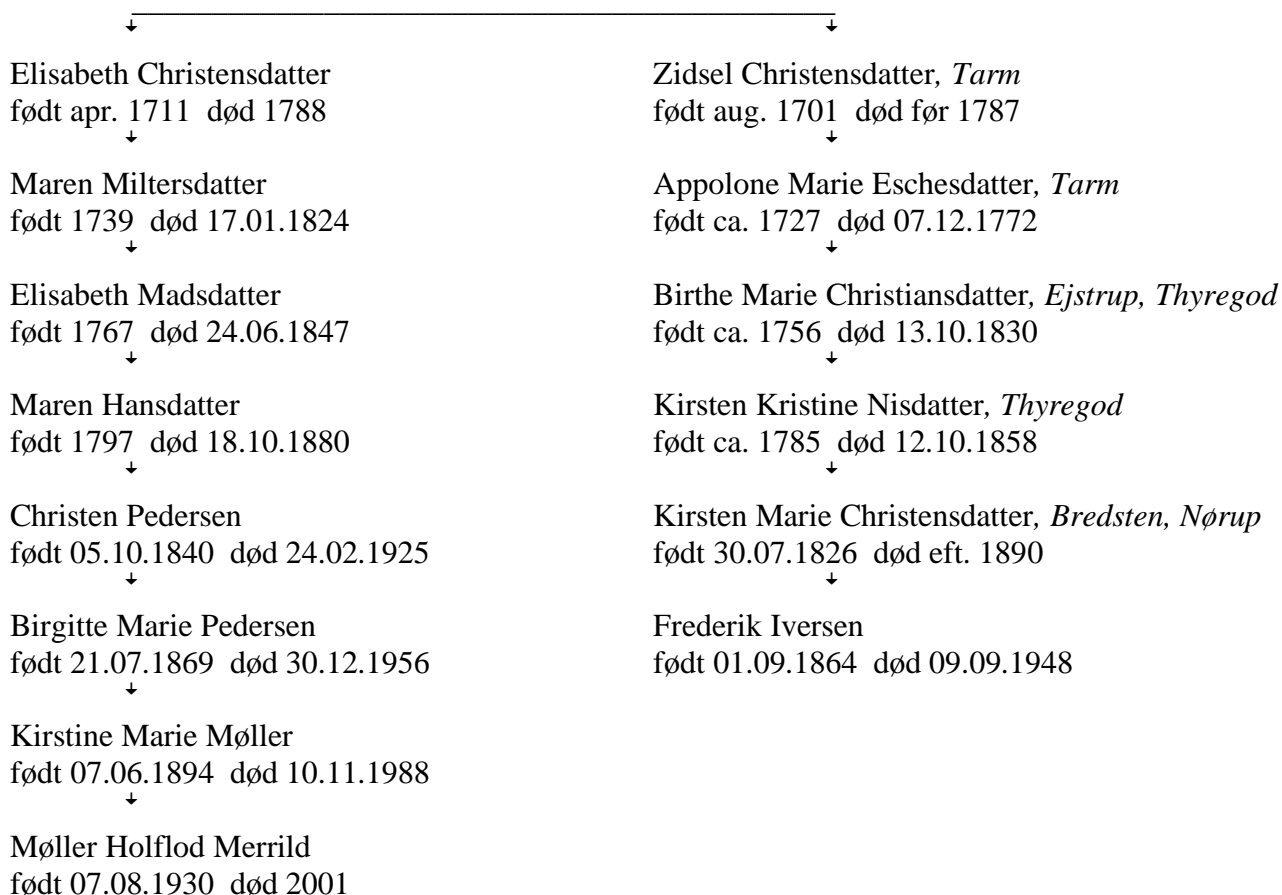 Elisabeth Christensdatter
født apr. 1711 død 1788
Maren Miltersdatter
født 1739 død 17.01.1824
Elisabeth Madsdatter
født 1767 død 24.06.1847
Maren Hansdatter
født 1797 død 18.10.1880
Christen Pedersen
født 05.10.1840 død 24.02.1925
Birgitte Marie Pedersen
født 21.07.1869 død 30.12.1956
Kirstine Marie Møller
født 07.06.1894 død 10.11.1988
Møller Holflod Merrild
født 07.08.1930 død 2001
Zidsel Christensdatter, Tarm
født aug. 1701 død før 1787
Appolone Marie Eschesdatter, Tarm
født ca. 1727 død 07.12.1772
Birthe Marie Christiansdatter, Ejstrup, Thyregod
født ca. 1756 død 13.10.1830
Kirsten Kristine Nisdatter, Thyregod
født ca. 1785 død 12.10.1858
Kirsten Marie Christensdatter, Bredsten, Nørup
født 30.07.1826 død eft. 1890
Frederik Iversen
født 01.09.1864 død 09.09.1948